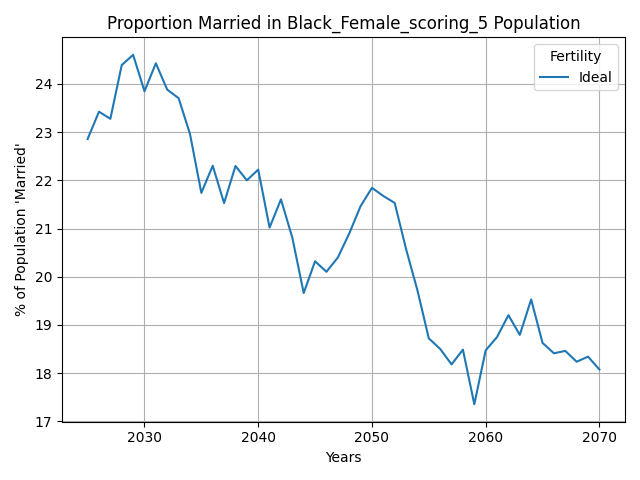 Proportion Married in Black_Female_scoring_5 Population
Fertility
Ideal
% of Population 'Married'
24
23
22
21
20
19
18
17
2030 2040 2050 2060 2070
Years